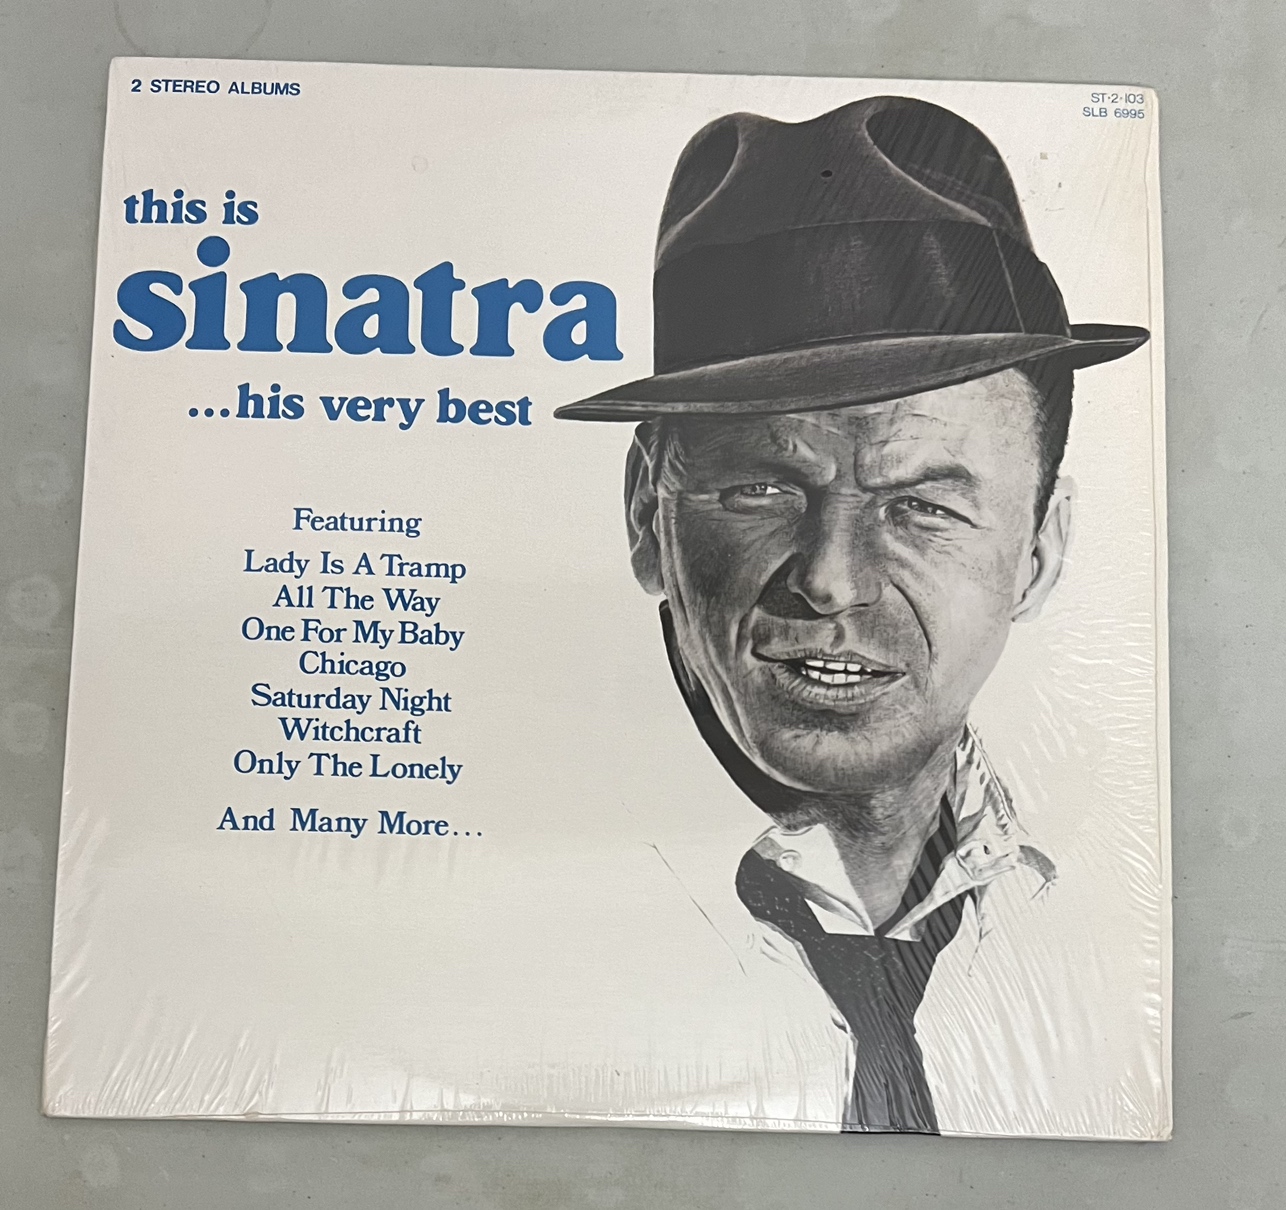 2 STEREO ALBUMS
ST·2·103
SLB 6995
this is
sinatra
...his very best
Featuring
Lady Is A Tramp
All The Way
One For My Baby
Chicago
Saturday Night
Witchcraft
Only The Lonely
And Many More...